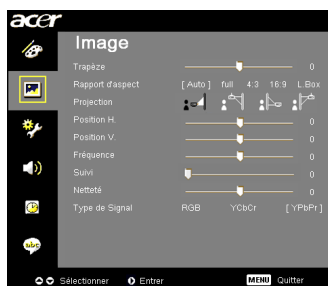 acer
Image
Trapèze 0
Rapport d'aspect [ Auto ] full 4:3 16:9 L.Box
Projection
Position H. 0
Position V. 0
Fréquence 0
Suivi 0
Netteté 0
Type de Signal RGB YCbCr [ YPbPr ]
abc
Sélectionner Entrer MENU Quitter